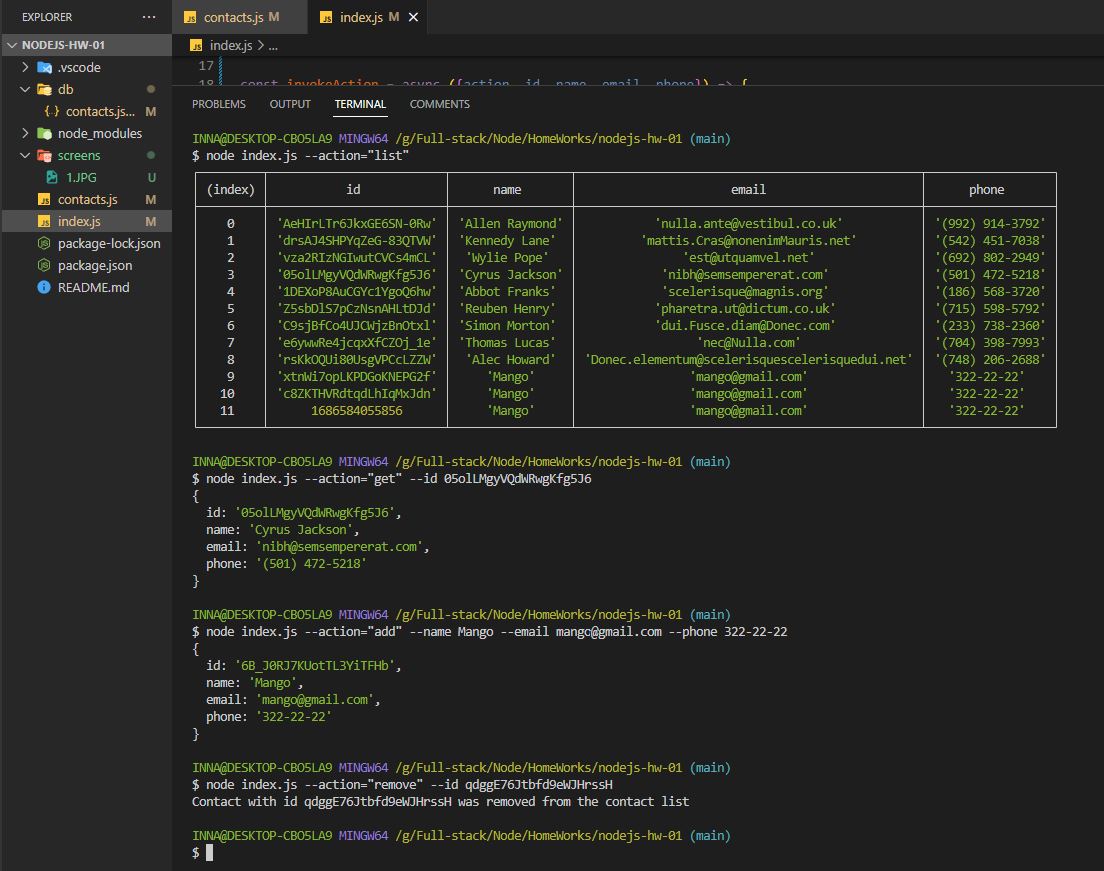 EXPLORER ...
NODEJS-HW-01
.vscode
db
contacts.js... M
node_modules
screens
1.JPG U
contacts.js M
index.js M
package-lock.json
package.json
README.md
contacts.js M index.js M
index.js > ...
17
18 const invokeAction = async ({action, id, name, email, phone}) => {
PROBLEMS OUTPUT TERMINAL COMMENTS
INNA@DESKTOP-CBO5LA9 MINGW64 /g/Full-stack/Node/HomeWorks/nodejs-hw-01 (main)
$ node index.js --action="list"
(index) id name email phone
0 'AeHIrLTr6JkxGE6SN-0Rw' 'Allen Raymond' 'nulla.ante@vestibul.co.uk' '(992) 914-3792'
1 'drsAJ4SHPYqZeG-83QTVW' 'Kennedy Lane' 'mattis.Cras@nonenimMauris.net' '(542) 451-7038'
2 'vza2RIzNGIwutCVCs4mCL' 'Wylie Pope' 'est@utquamvel.net' '(692) 802-2949'
3 '05olLMgyVQdWRwgKfg5J6' 'Cyrus Jackson' 'nibh@semsempererat.com' '(501) 472-5218'
4 '1DEXoP8AuCGYc1YgoQ6hw' 'Abbot Franks' 'scelerisque@magnis.org' '(186) 568-3720'
5 'Z5sbDlS7pCzNsnAHLtDJd' 'Reuben Henry' 'pharetra.ut@dictum.co.uk' '(715) 598-5792'
6 'C9sjBfCo4UJCWjzBnOtxl' 'Simon Morton' 'dui.Fusce.diam@Donec.com' '(233) 738-2360'
7 'e6ywwRe4jcqxXfCZOj_1e' 'Thomas Lucas' 'nec@Nulla.com' '(704) 398-7993'
8 'rsKkOQUi80UsgVPCcLZZW' 'Alec Howard' 'Donec.elementum@scelerisquescelerisquedui.net' '(748) 206-2688'
9 'xtnWi7opLKPDGoKNEPG2f' 'Mango' 'mango@gmail.com' '322-22-22'
10 'c8ZKTHVRdtqdLhIqMxJdn' 'Mango' 'mango@gmail.com' '322-22-22'
11 1686584055856 'Mango' 'mango@gmail.com' '322-22-22'
INNA@DESKTOP-CBO5LA9 MINGW64 /g/Full-stack/Node/HomeWorks/nodejs-hw-01 (main)
$ node index.js --action="get" --id 05olLMgyVQdWRwgKfg5J6
{
id: '05olLMgyVQdWRwgKfg5J6',
name: 'Cyrus Jackson',
email: 'nibh@semsempererat.com',
phone: '(501) 472-5218'
}
INNA@DESKTOP-CBO5LA9 MINGW64 /g/Full-stack/Node/HomeWorks/nodejs-hw-01 (main)
$ node index.js --action="add" --name Mango --email mango@gmail.com --phone 322-22-22
{
id: '6B_J0RJ7KUotTL3YiTFHb',
name: 'Mango',
email: 'mango@gmail.com',
phone: '322-22-22'
}
INNA@DESKTOP-CBO5LA9 MINGW64 /g/Full-stack/Node/HomeWorks/nodejs-hw-01 (main)
$ node index.js --action="remove" --id qdggE76Jtbfd9eWJHrssH
Contact with id qdggE76Jtbfd9eWJHrssH was removed from the contact list
INNA@DESKTOP-CBO5LA9 MINGW64 /g/Full-stack/Node/HomeWorks/nodejs-hw-01 (main)
$